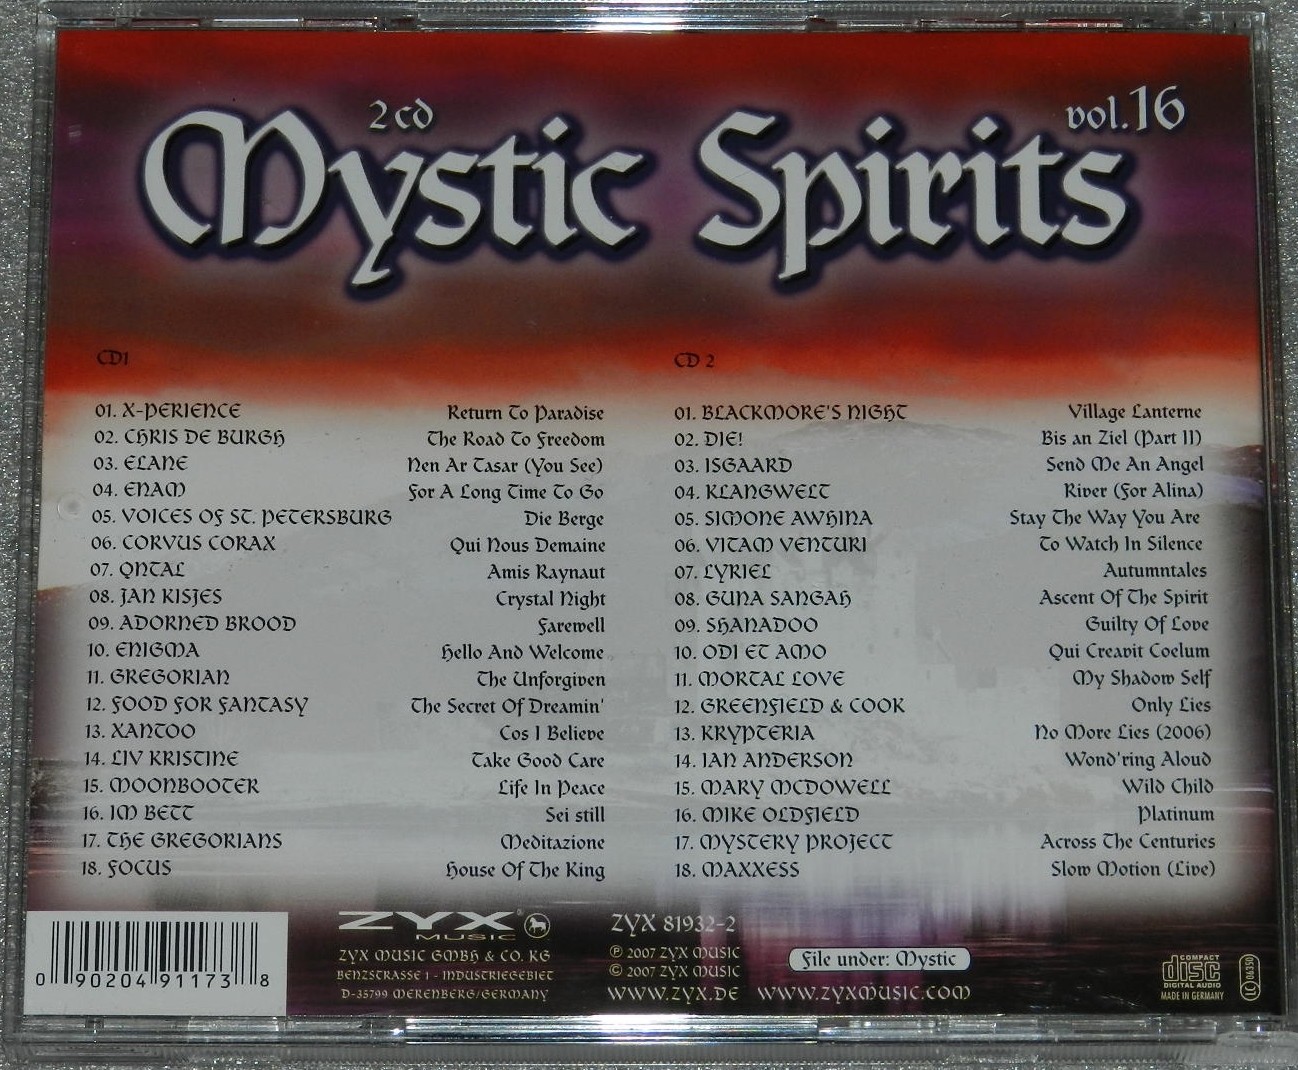 2 cd
vol. 16
Mystic Spirits
CD1
01. X-PERIENCE Return To Paradise
02. CHRIS DE BURGH The Road To Freedom
03. ELANE Nen Ar Tasar (You See)
04. ENAM For A Long Time To Go
05. VOICES OF ST. PETERSBURG Die Berge
06. CORVUS CORAX Qui Nous Demaine
07. QNTAL Amis Raynaut
08. JAN KISJES Crystal Night
09. ADORNED BROOD Farewell
10. ENIGMA Hello And Welcome
11. GREGORIAN The Unforgiven
12. FOOD FOR FANTASY The Secret Of Dreamin'
13. XANTOO Cos I Believe
14. LIV KRISTINE Take Good Care
15. MOONBOOTER Life In Peace
16. IM BETT Sei still
17. THE GREGORIANS Meditazione
18. FOCUS House Of The King
CD 2
01. BLACKMORE'S NIGHT Village Lanterne
02. DIE! Bis an Ziel (Part II)
03. ISGAARD Send Me An Angel
04. KLANGWELT River (For Alina)
05. SIMONE AWHINA Stay The Way You Are
06. VITAM VENTURI To Watch In Silence
07. LYRIEL Autumntales
08. GUNA SANGAH Ascent Of The Spirit
09. SHANADOO Guilty Of Love
10. ODI ET AMO Qui Creavit Coelum
11. MORTAL LOVE My Shadow Self
12. GREENFIELD & COOK Only Lies
13. KRYPTERIA No More Lies (2006)
14. IAN ANDERSON Wond'ring Aloud
15. MARY MCDOWELL Wild Child
16. MIKE OLDFIELD Platinum
17. MYSTERY PROJECT Across The Centuries
18. MAXXESS Slow Motion (Live)
0 90204 91173 8
ZYX
MUSIC
ZYX MUSIC GMBH & CO. KG
BENZSTRASSE 1 - INDUSTRIEGEBIET
D-35799 MERENBERG/GERMANY
ZYX 81932-2
℗ 2007 ZYX MUSIC
© 2007 ZYX MUSIC
WWW.ZYX.DE WWW.ZYXMUSIC.COM
File under: Mystic
COMPACT
disc
DIGITAL AUDIO
MADE IN GERMANY
LC 06350